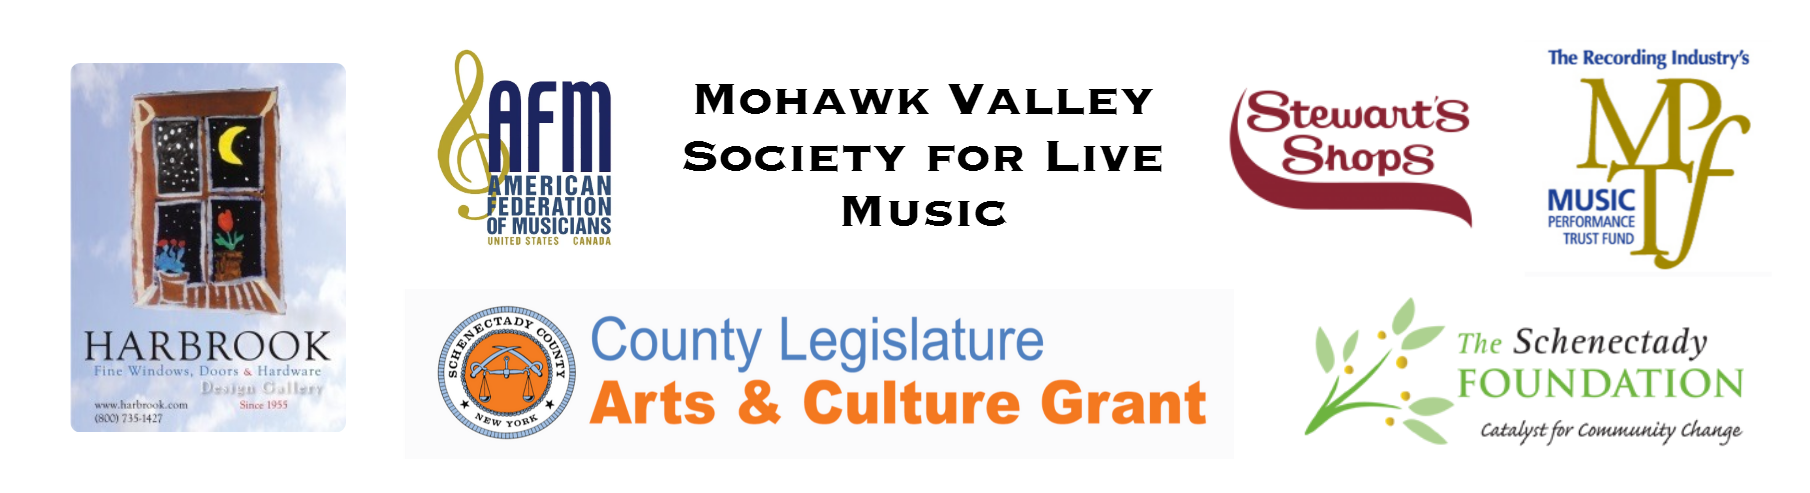 HARBROOK
Fine Windows, Doors & Hardware
Design Gallery
www.harbrook.com
Since 1955
(800) 735-1427
AFM
AMERICAN
FEDERATION
OF MUSICIANS
UNITED STATES CANADA
MOHAWK VALLEY
SOCIETY FOR LIVE
MUSIC
Stewart's
Shops
The Recording Industry's
MPTf
MUSIC
PERFORMANCE
TRUST FUND
SCHENECTADY COUNTY
NEW YORK
County Legislature
Arts & Culture Grant
The Schenectady
FOUNDATION
Catalyst for Community Change